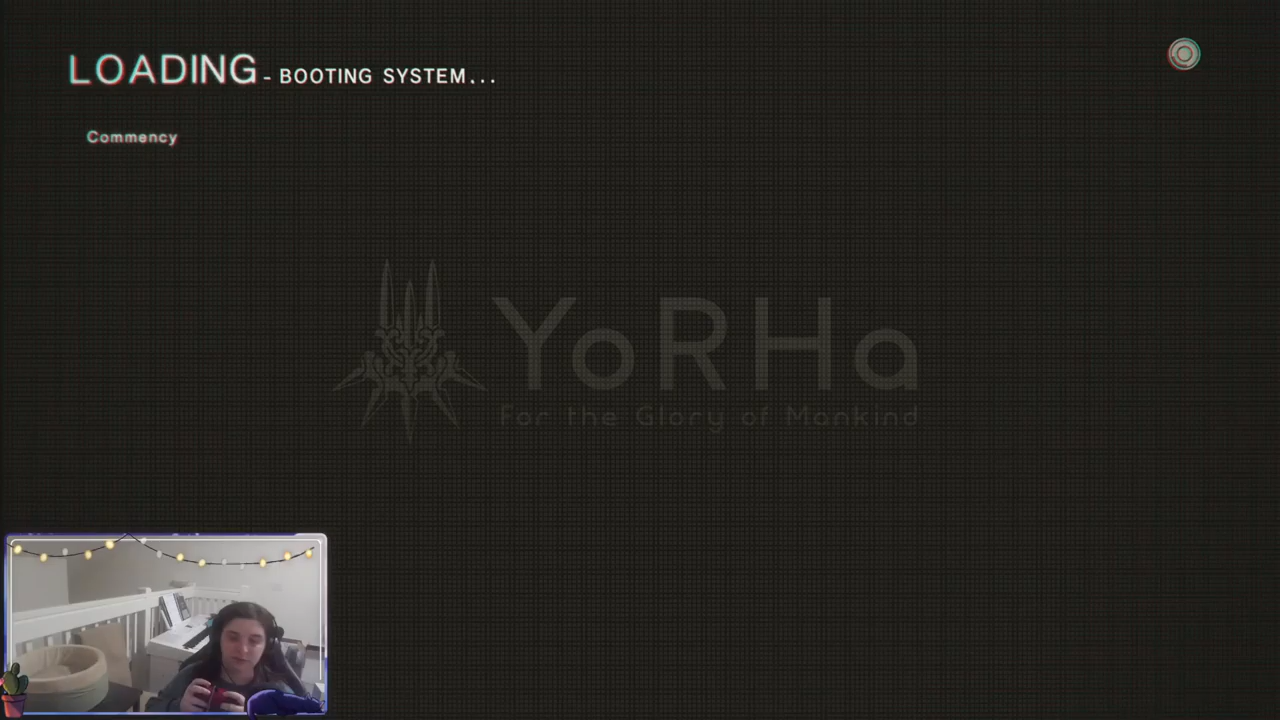 LOADING - BOOTING SYSTEM...
Commency
YoRHa
For the Glory of Mankind